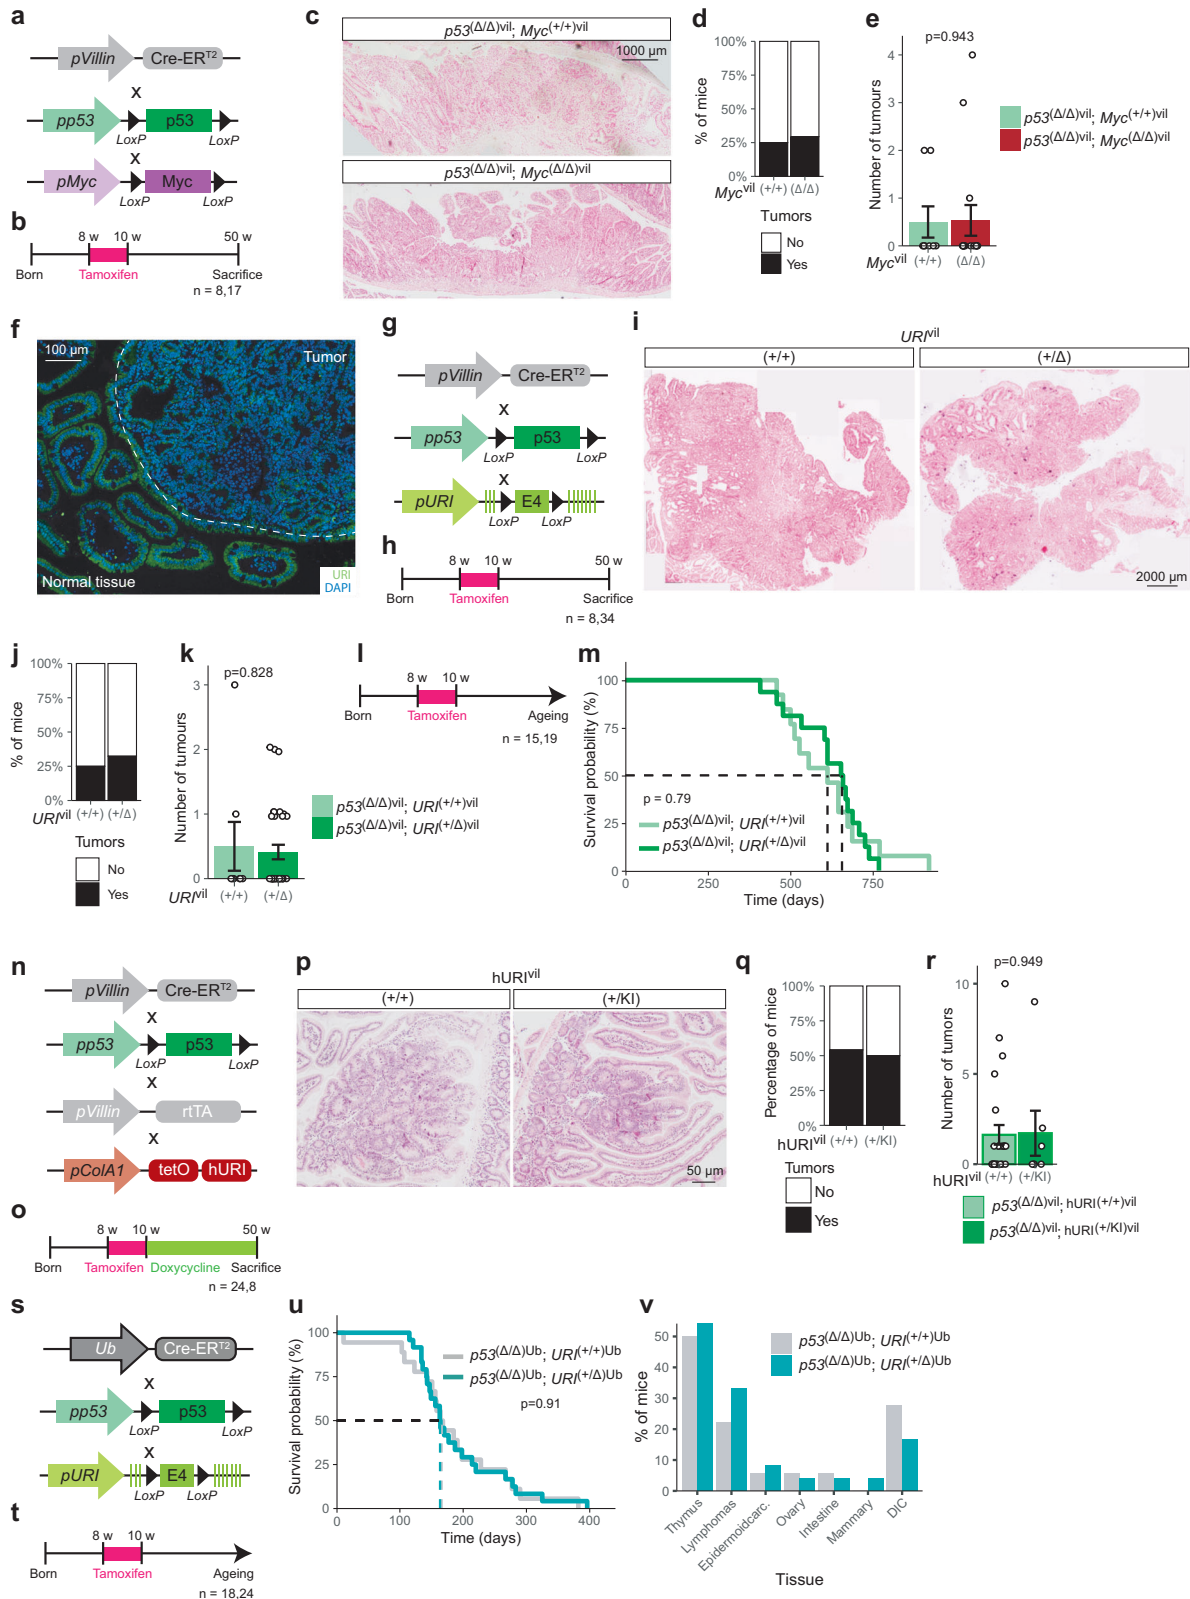 a
pVillin
Cre-ERT2
X
pp53
LoxP
p53
LoxP
X
pMyc
LoxP
Myc
LoxP
b
8 w 10 w 50 w
Born Tamoxifen Sacrifice
n = 8,17
c
p53(Δ/Δ)vil; Myc(+/+)vil
1000 µm
p53(Δ/Δ)vil; Myc(Δ/Δ)vil
d
100%
75%
50%
25%
0%
% of mice
Mycvil (+/+) (Δ/Δ)
Tumors
No
Yes
e
p=0.943
4
3
2
1
0
Number of tumours
Mycvil (+/+) (Δ/Δ)
p53(Δ/Δ)vil; Myc(+/+)vil
p53(Δ/Δ)vil; Myc(Δ/Δ)vil
f
100 µm
Tumor
Normal tissue
URI
DAPI
g
pVillin
Cre-ERT2
X
pp53
LoxP
p53
LoxP
X
pURI
LoxP
E4
LoxP
h
8 w 10 w 50 w
Born Tamoxifen Sacrifice
n = 8,34
i
URIvil
(+/+) (+/Δ)
2000 µm
j
100%
75%
50%
25%
0%
% of mice
URIvil (+/+) (+/Δ)
Tumors
No
Yes
k
p=0.828
3
2
1
0
Number of tumours
URIvil (+/+) (+/Δ)
p53(Δ/Δ)vil; URI(+/+)vil
p53(Δ/Δ)vil; URI(+/Δ)vil
l
8 w 10 w
Born Tamoxifen Ageing
n = 15,19
m
100
75
50
25
0
Survival probability (%)
p = 0.79
p53(Δ/Δ)vil; URI(+/+)vil
p53(Δ/Δ)vil; URI(+/Δ)vil
0 250 500 750
Time (days)
n
pVillin
Cre-ERT2
X
pp53
LoxP
p53
LoxP
X
pVillin
rtTA
X
pColA1
tetO
hURI
o
8 w 10 w 50 w
Born Tamoxifen Doxycycline Sacrifice
n = 24,8
p
hURIvil
(+/+) (+/KI)
50 µm
q
100%
75%
50%
25%
0%
Percentage of mice
hURIvil (+/+) (+/KI)
Tumors
No
Yes
r
p=0.949
10
5
0
Number of tumors
hURIvil (+/+) (+/KI)
p53(Δ/Δ)vil; hURI(+/+)vil
p53(Δ/Δ)vil; hURI(+/KI)vil
s
Ub
Cre-ERT2
X
pp53
LoxP
p53
LoxP
X
pURI
LoxP
E4
LoxP
t
8 w 10 w
Born Tamoxifen Ageing
n = 18,24
u
100
75
50
25
0
Survival probability (%)
p53(Δ/Δ)Ub; URI(+/+)Ub
p53(Δ/Δ)Ub; URI(+/Δ)Ub
p=0.91
0 100 200 300 400
Time (days)
v
50
40
30
20
10
0
% of mice
p53(Δ/Δ)Ub; URI(+/+)Ub
p53(Δ/Δ)Ub; URI(+/Δ)Ub
Thymus
Lymphomas
Epidermoidcarc.
Ovary
Intestine
Mammary
DIC
Tissue